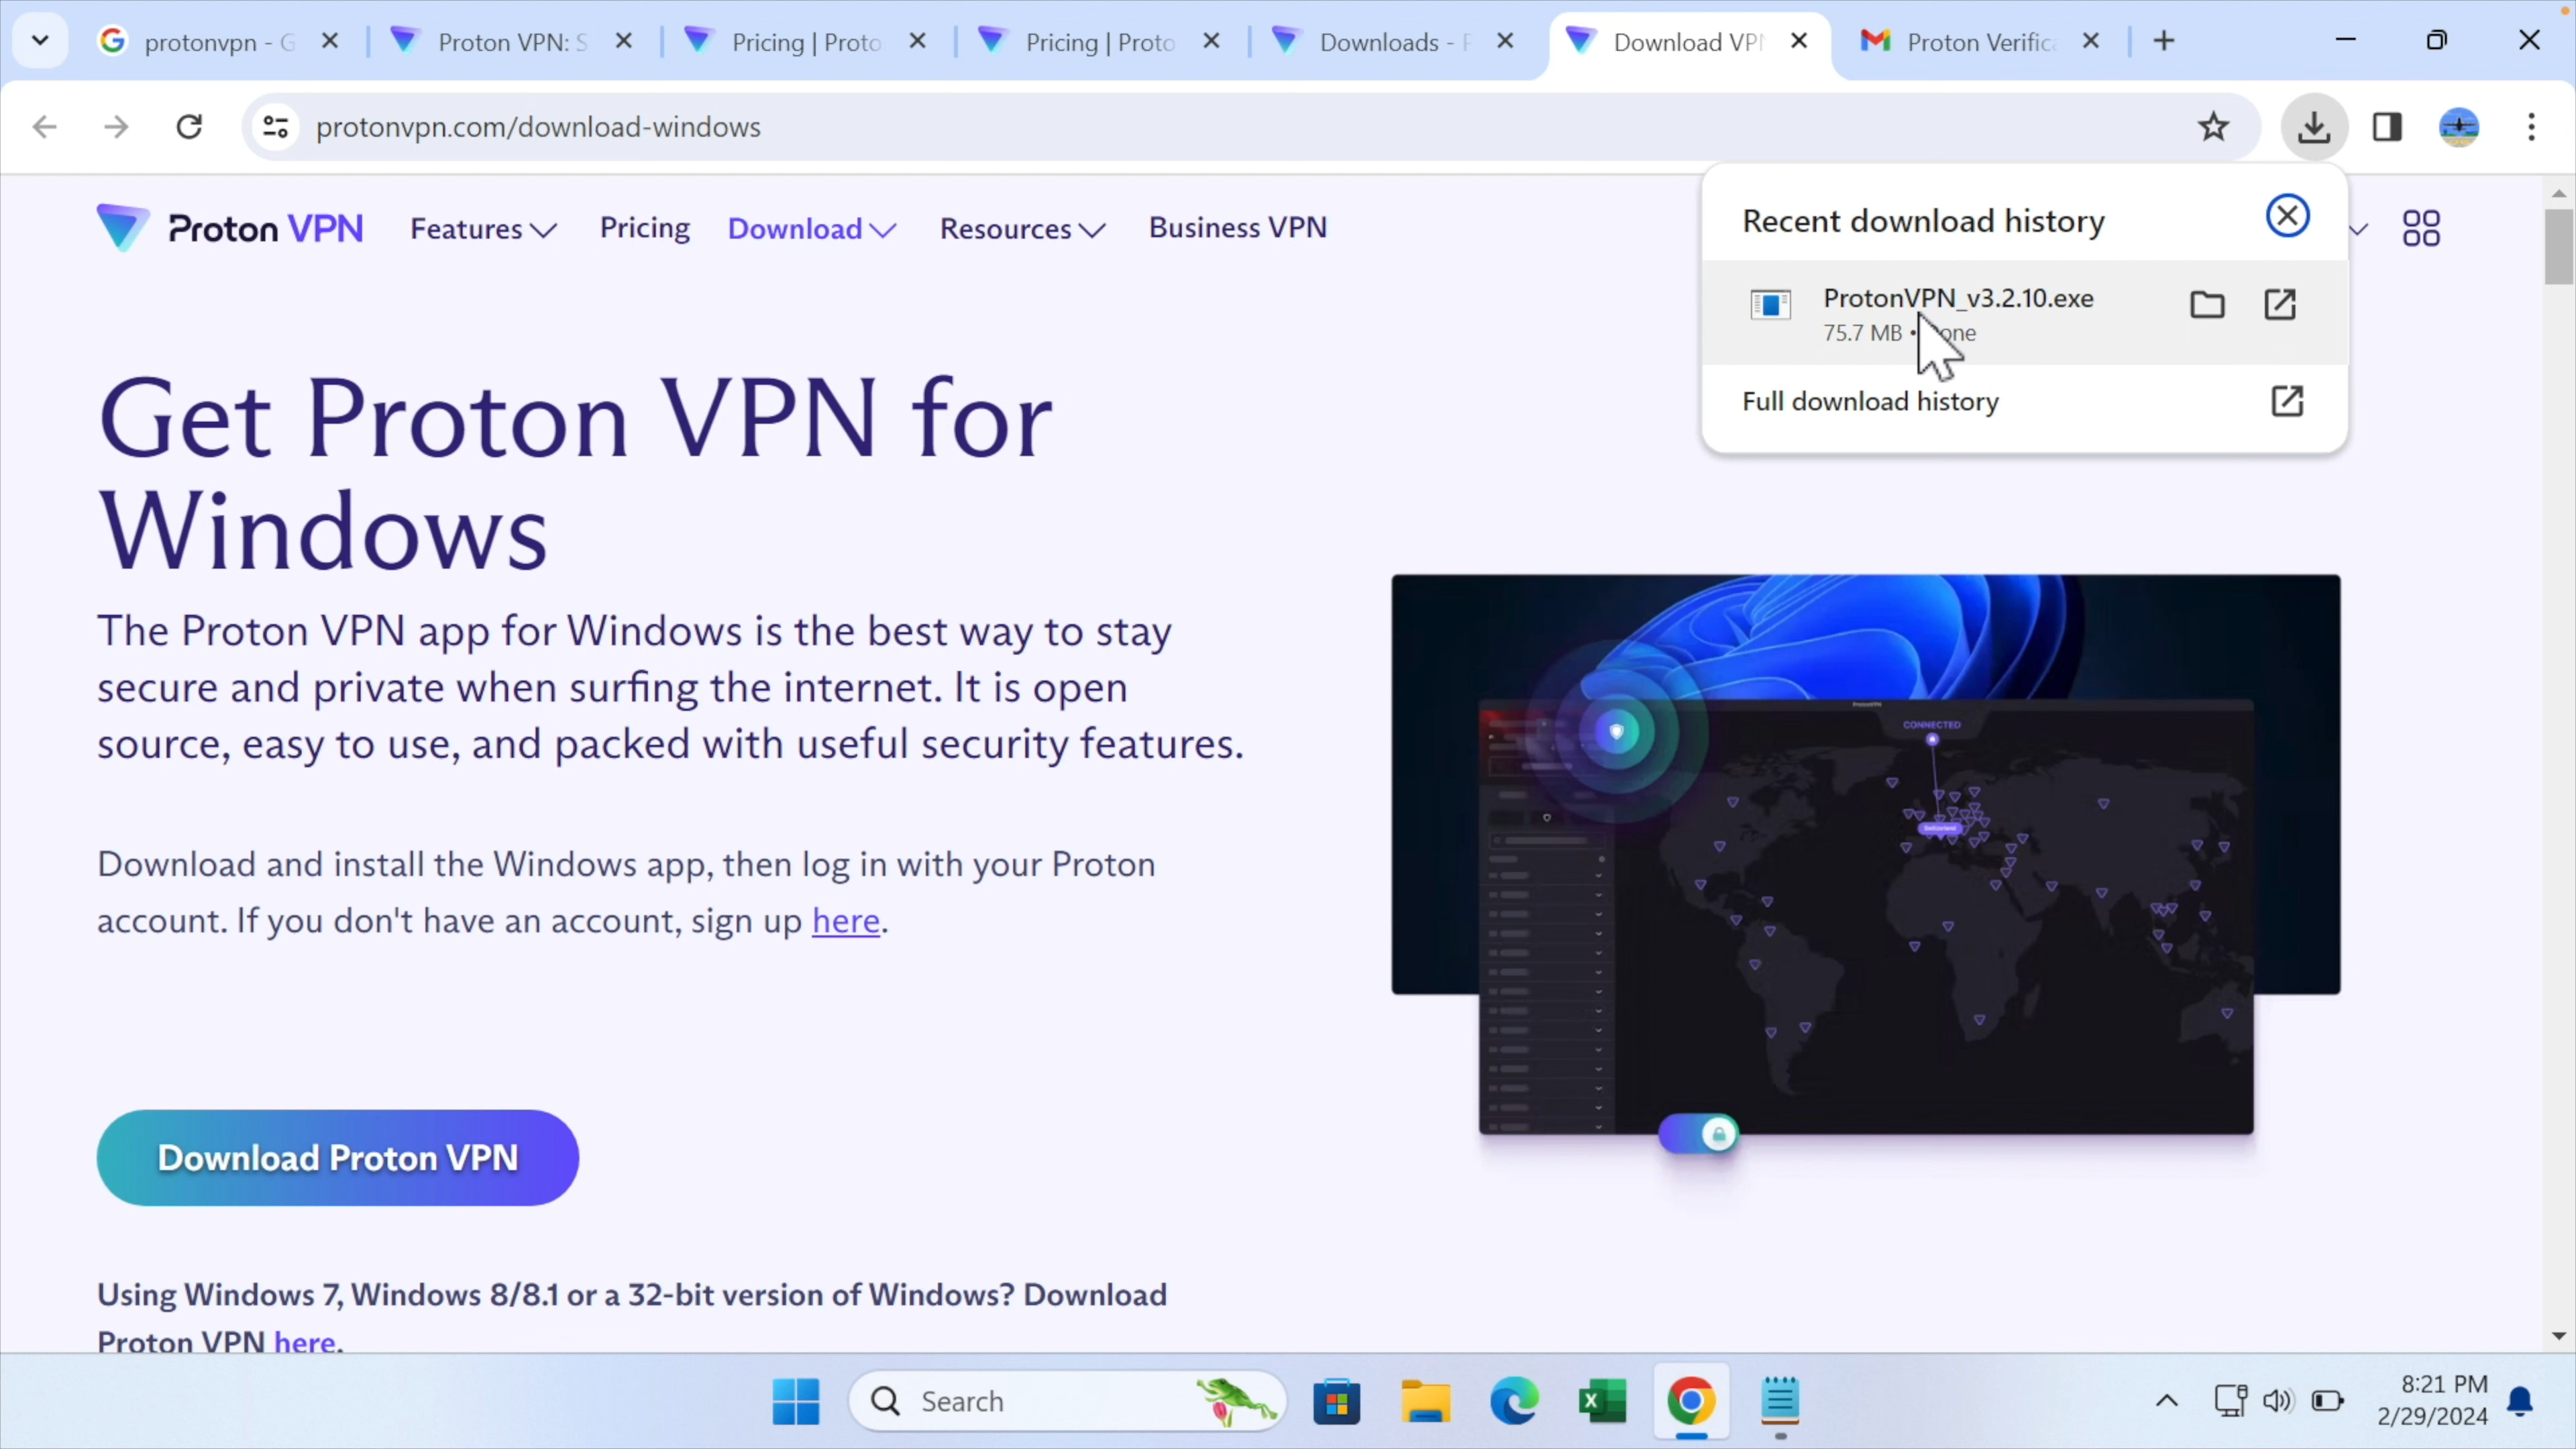 protonvpn - G
Proton VPN: S
Pricing | Proto
Pricing | Proto
Downloads - P
Download VPN
Proton Verifica
protonvpn.com/download-windows
Proton VPN
Features
Pricing
Download
Resources
Business VPN
Recent download history
ProtonVPN_v3.2.10.exe
75.7 MB •
Full download history
Get Proton VPN for
Windows
The Proton VPN app for Windows is the best way to stay
secure and private when surfing the internet. It is open
source, easy to use, and packed with useful security features.
Download and install the Windows app, then log in with your Proton
account. If you don't have an account, sign up here.
CONNECTED
Switzerland
Download Proton VPN
Using Windows 7, Windows 8/8.1 or a 32-bit version of Windows? Download
Proton VPN here.
Search
8:21 PM
2/29/2024